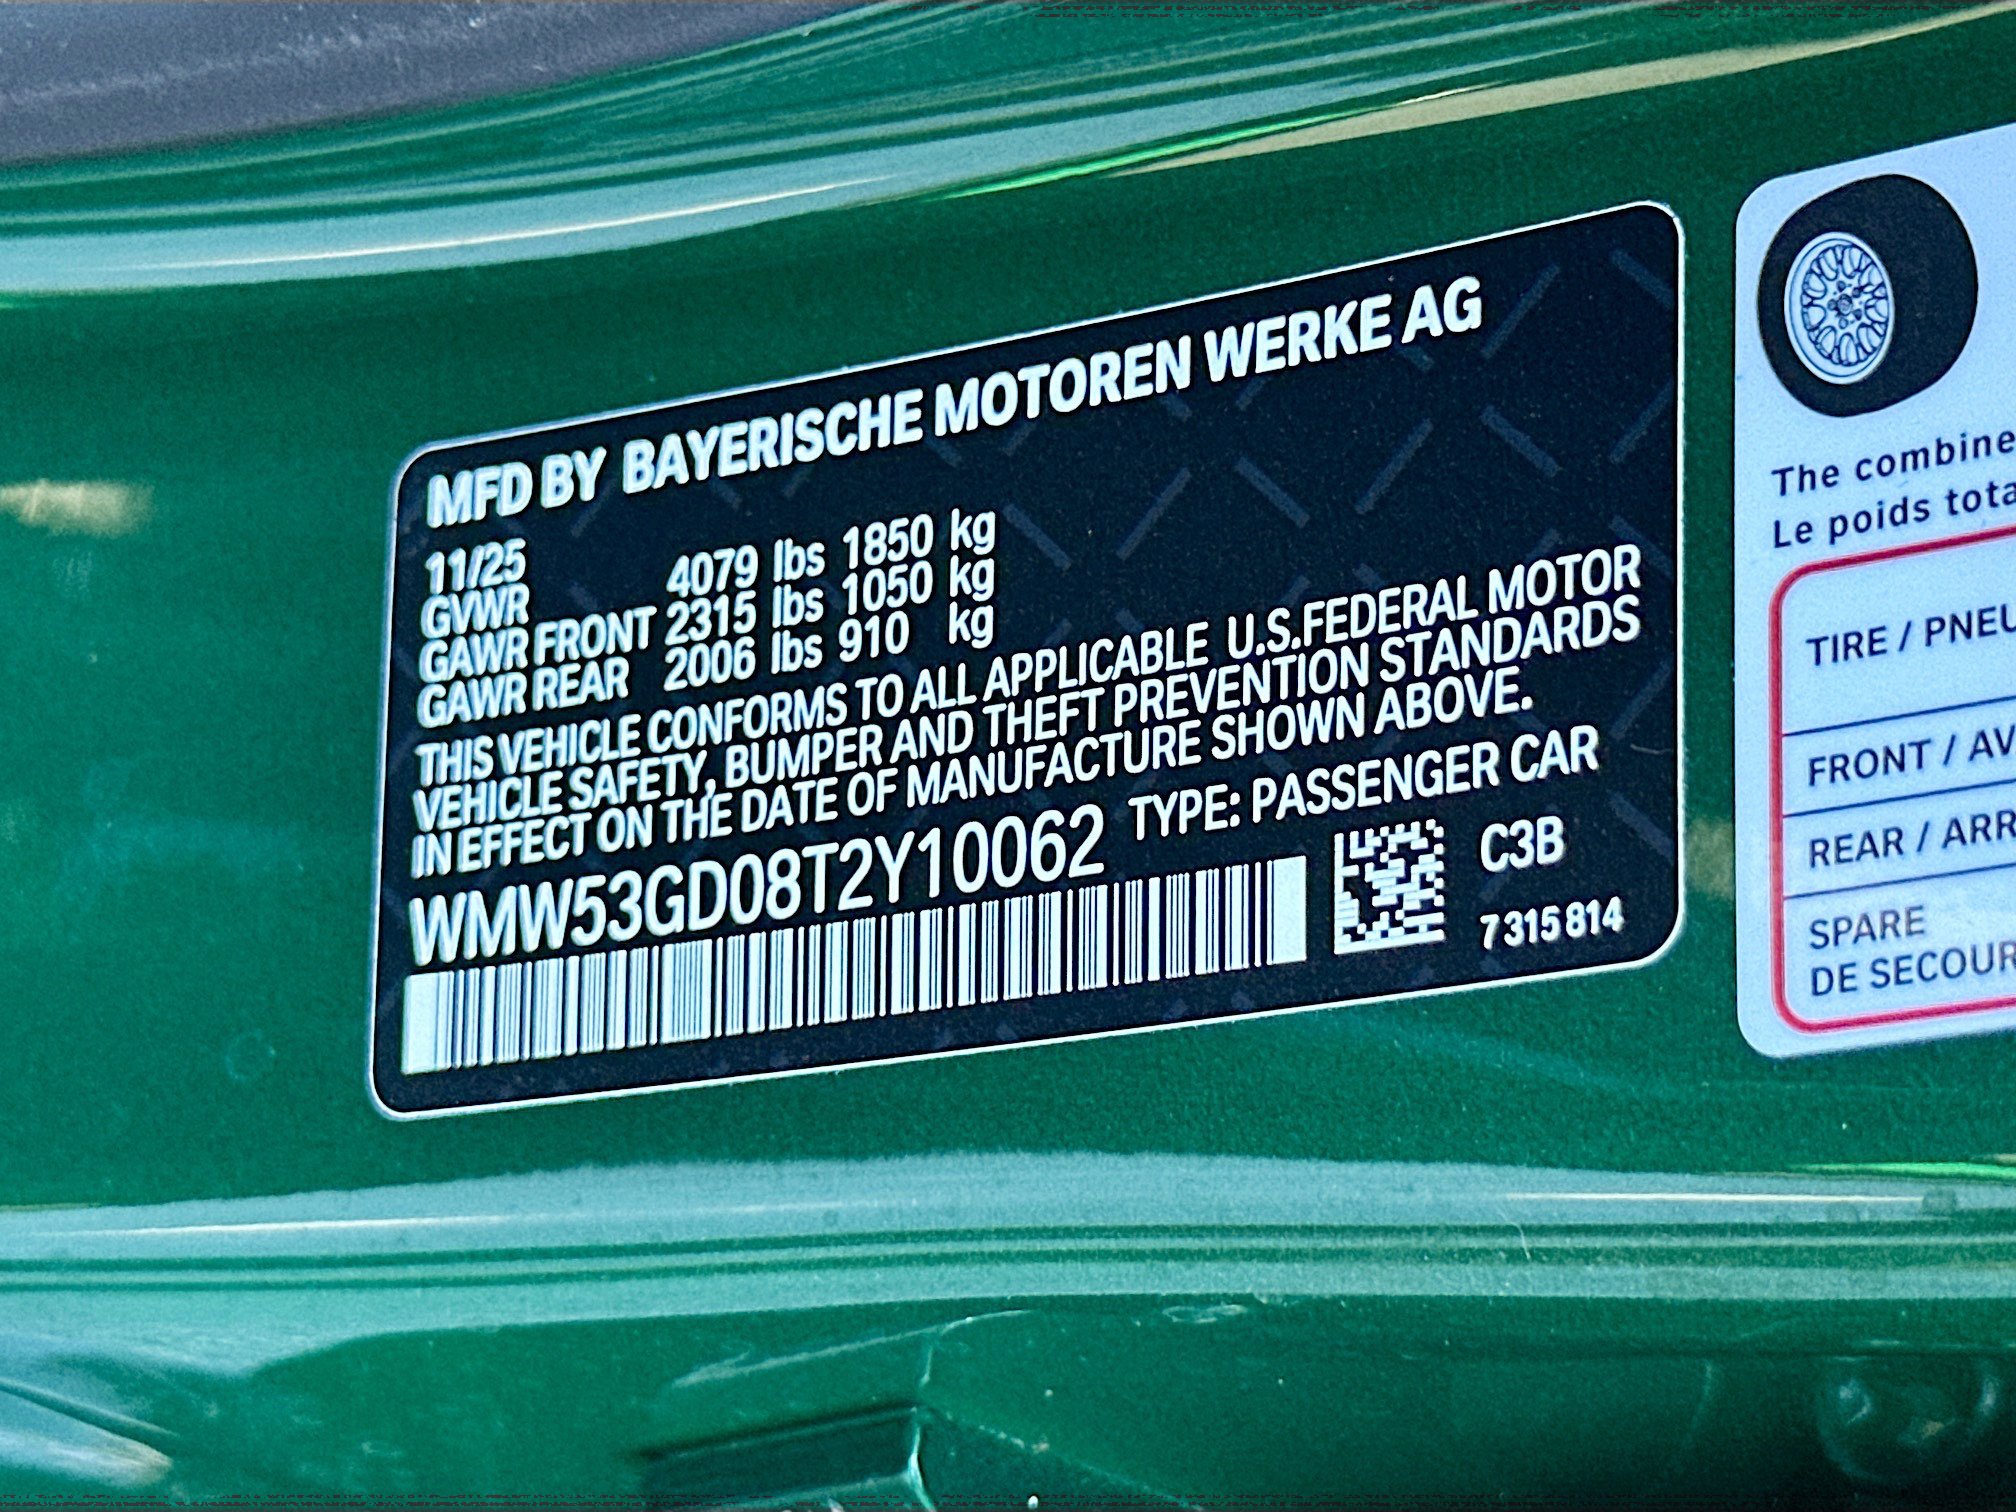 MFD BY BAYERISCHE MOTOREN WERKE AG
11/25
GVWR 4079 lbs 1850 kg
GAWR FRONT 2315 lbs 1050 kg
GAWR REAR 2006 lbs 910 kg
THIS VEHICLE CONFORMS TO ALL APPLICABLE U.S.FEDERAL MOTOR
VEHICLE SAFETY, BUMPER AND THEFT PREVENTION STANDARDS
IN EFFECT ON THE DATE OF MANUFACTURE SHOWN ABOVE.
WMW53GD08T2Y10062 TYPE: PASSENGER CAR
C3B
7 315 814
The combine
Le poids tota
TIRE / PNEU
FRONT / AV
REAR / ARR
SPARE
DE SECOUR